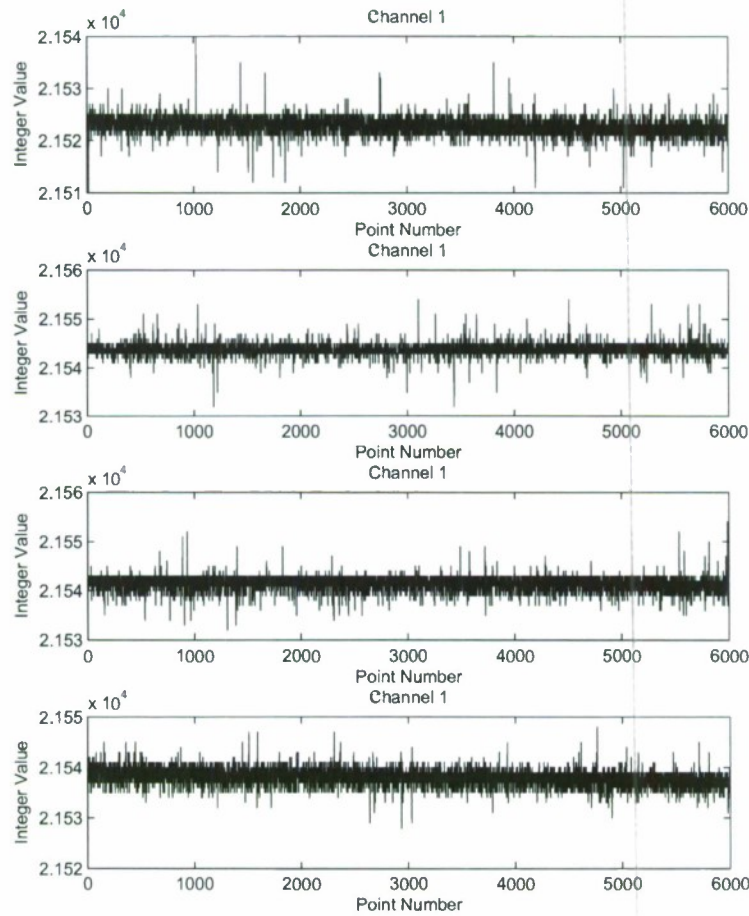 Channel 1
x 10^4
2.154
2.153
2.152
2.151
Integer Value
0 1000 2000 3000 4000 5000 6000
Point Number
Channel 1
x 10^4
2.156
2.155
2.154
2.153
Integer Value
0 1000 2000 3000 4000 5000 6000
Point Number
Channel 1
x 10^4
2.156
2.155
2.154
2.153
Integer Value
0 1000 2000 3000 4000 5000 6000
Point Number
Channel 1
x 10^4
2.155
2.154
2.153
2.152
Integer Value
0 1000 2000 3000 4000 5000 6000
Point Number